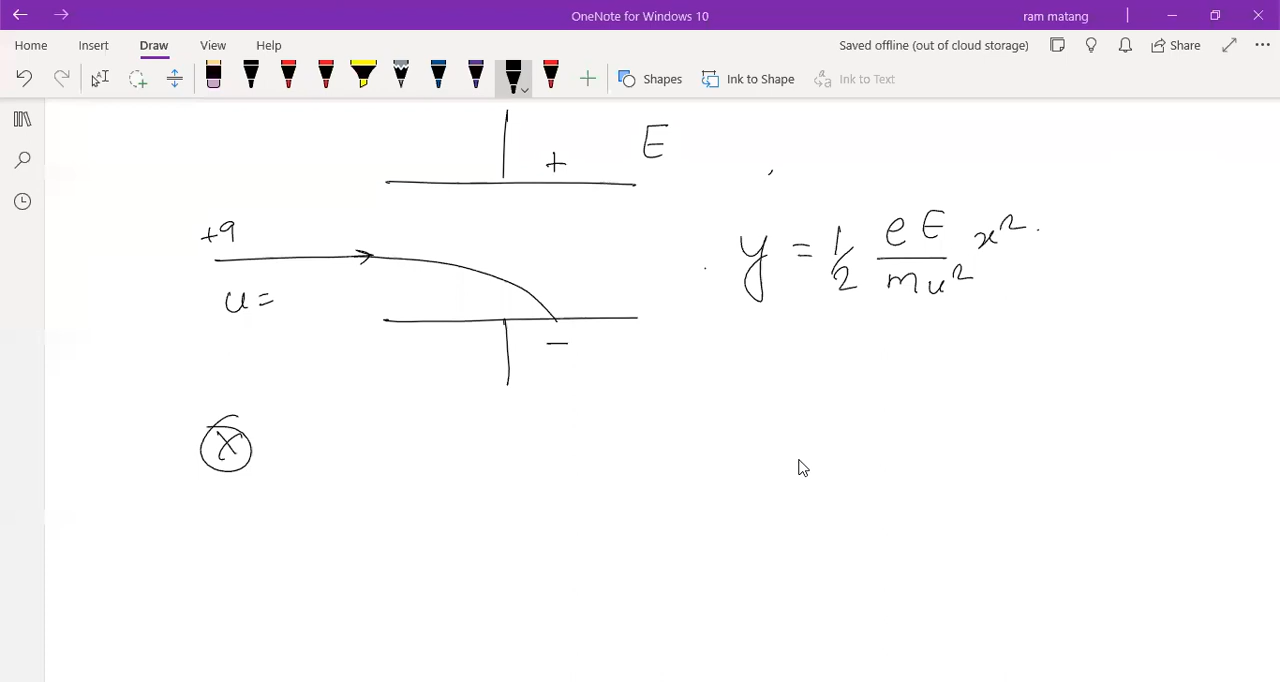 OneNote for Windows 10
ram matang
Home Insert Draw View Help
Saved offline (out of cloud storage)
Share
Shapes
Ink to Shape
Ink to Text
+ E
+q
u =
−
y = 1/2 eE/mu² x².
X